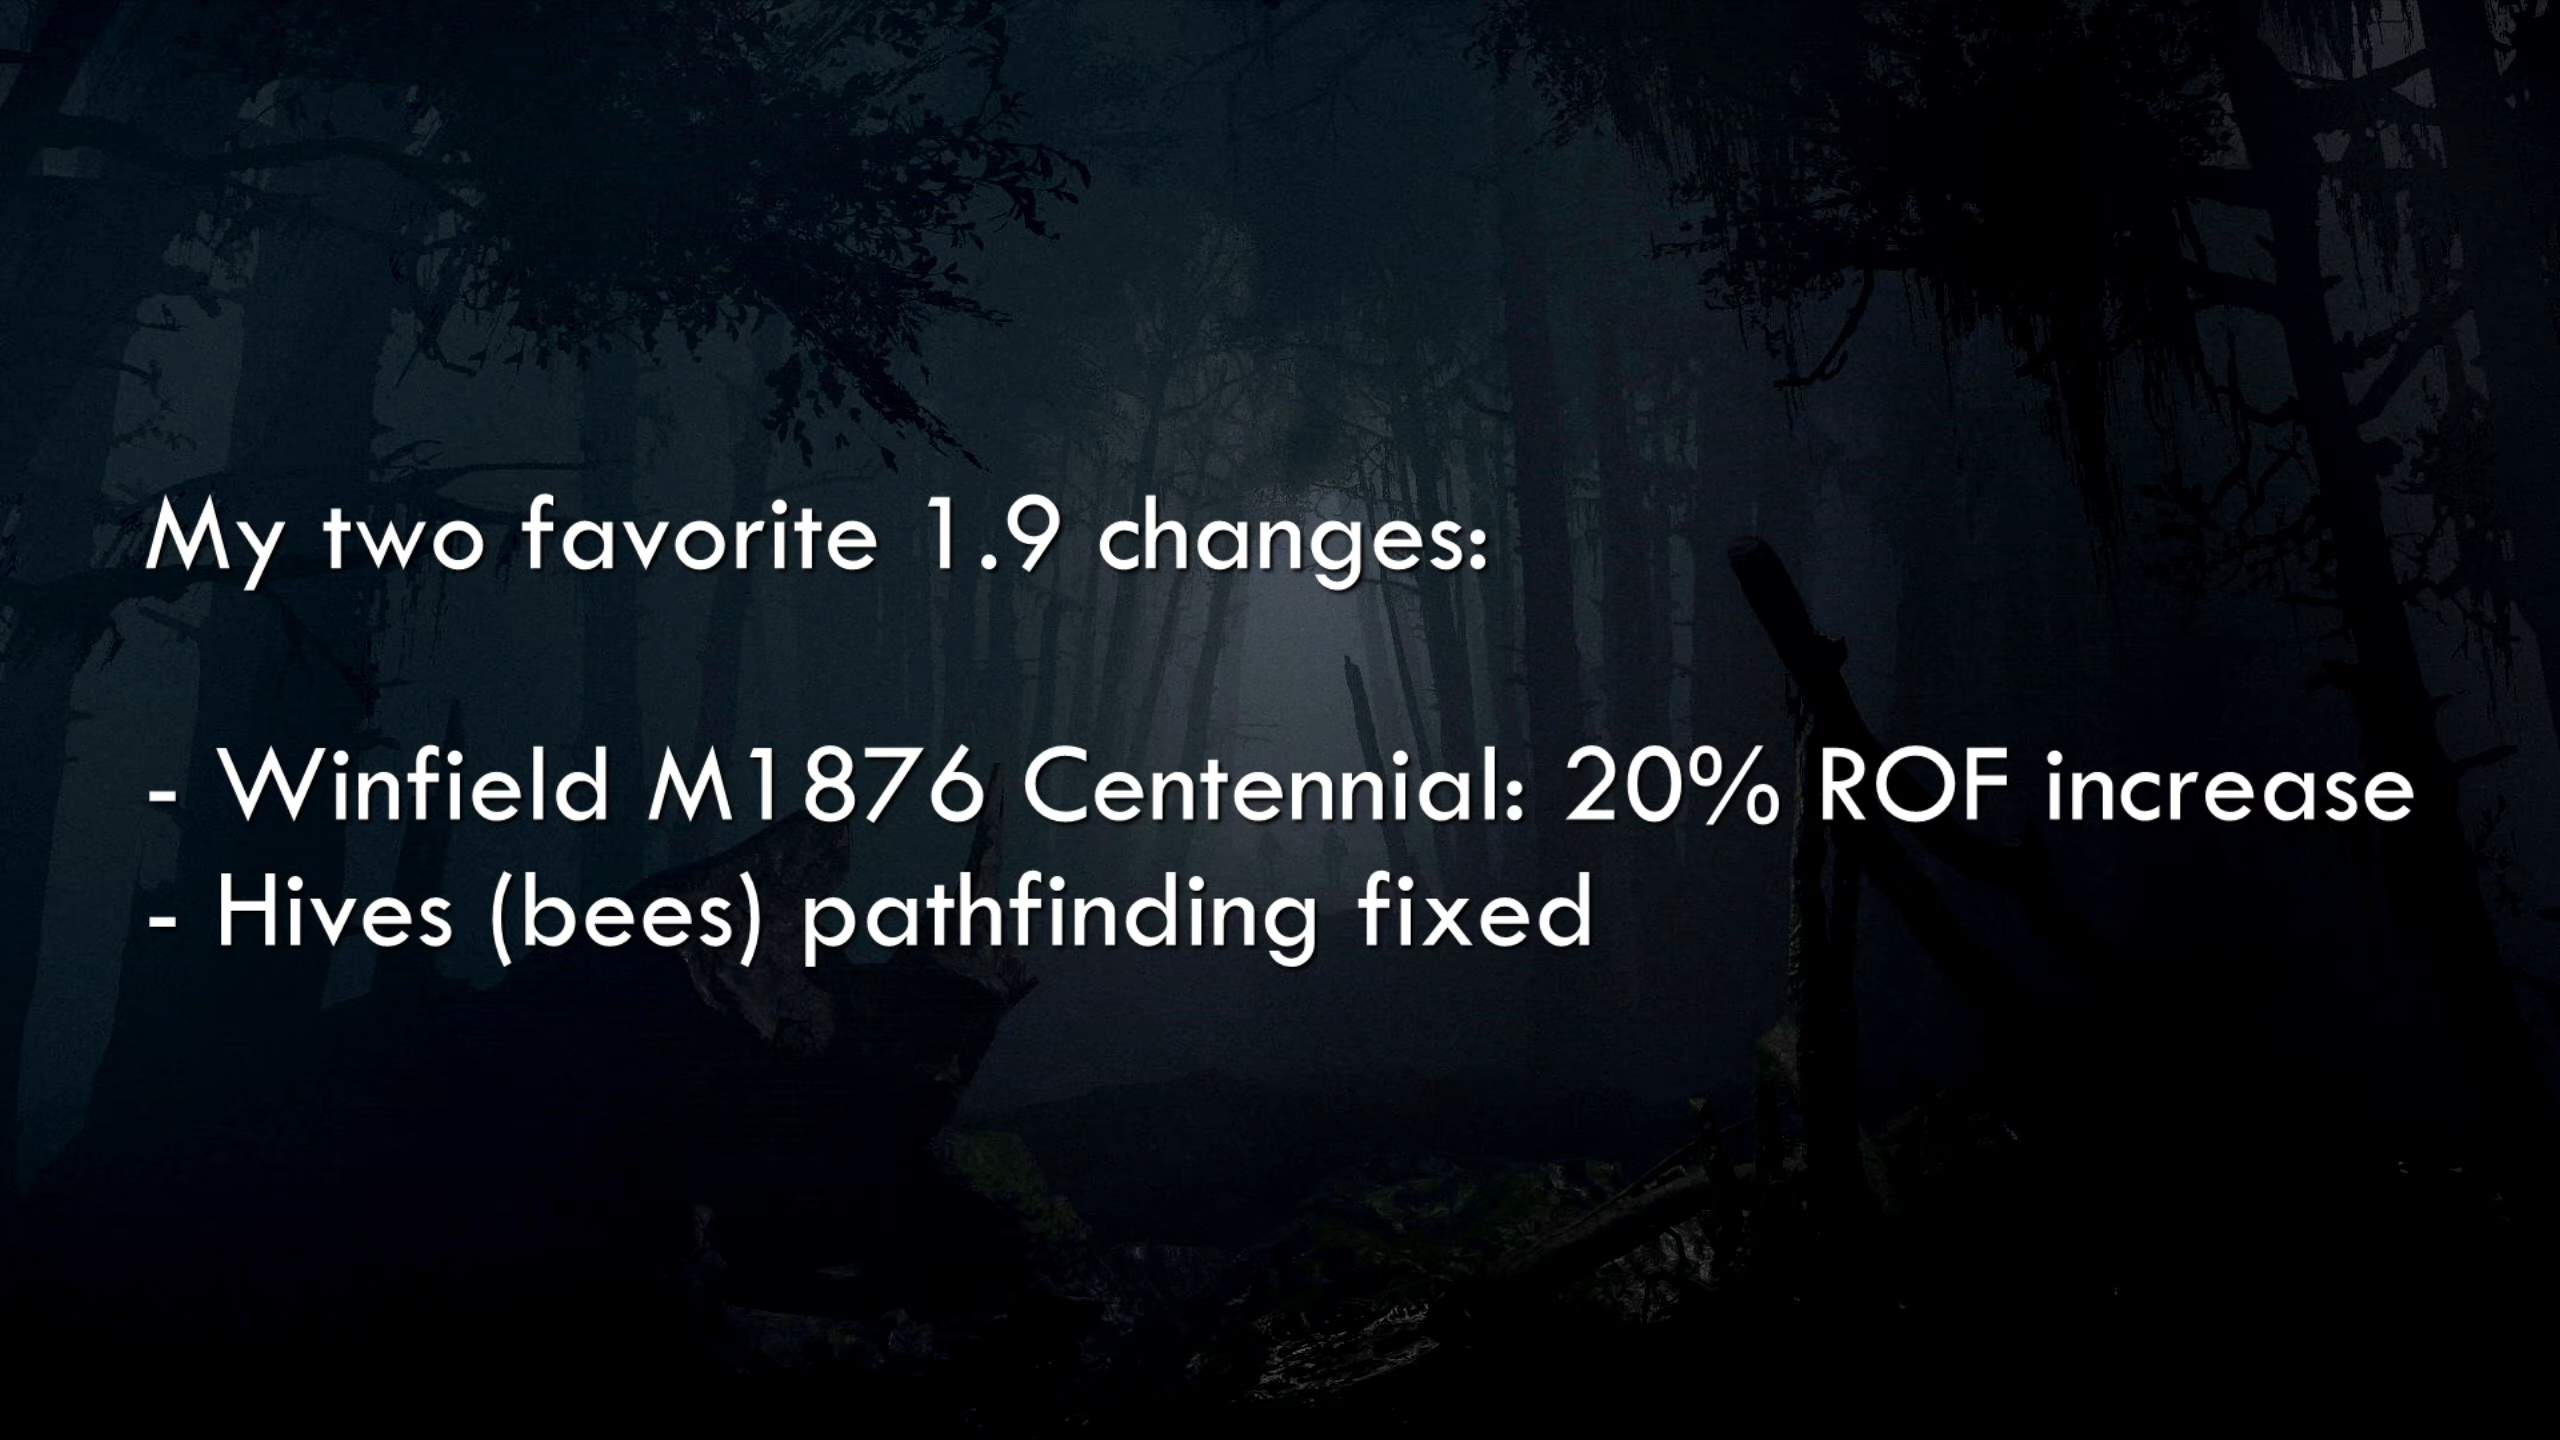 My two favorite 1.9 changes:
- Winfield M1876 Centennial: 20% ROF increase
- Hives (bees) pathfinding fixed